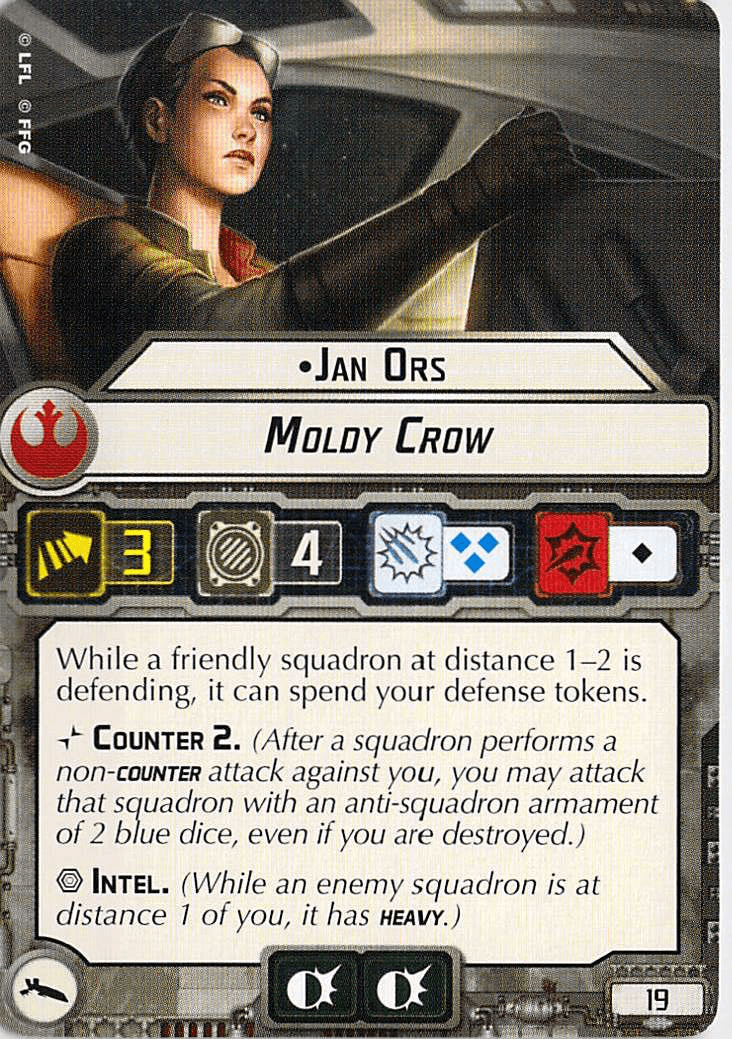 © LFL © FFG
•Jan Ors
Moldy Crow
3 4
While a friendly squadron at distance 1–2 is
defending, it can spend your defense tokens.
Counter 2. (After a squadron performs a
non-counter attack against you, you may attack
that squadron with an anti-squadron armament
of 2 blue dice, even if you are destroyed.)
Intel. (While an enemy squadron is at
distance 1 of you, it has heavy.)
19